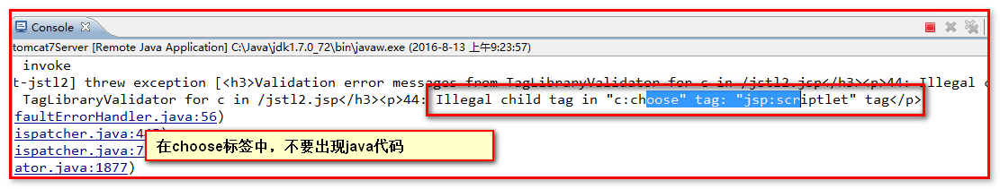 Console
tomcat7Server [Remote Java Application] C:\Java\jdk1.7.0_72\bin\javaw.exe (2016-8-13 上午9:23:57)
invoke
t-jstl2] threw exception [<h3>Validation error messages from TagLibraryValidator for c in /jstl2.jsp</h3><p>44: Illegal c
TagLibraryValidator for c in /jstl2.jsp</h3><p>44: Illegal child tag in "c:choose" tag: "jsp:scriptlet" tag</p>
faultErrorHandler.java:56)
ispatcher.java:4
ispatcher.java:7
在choose标签中，不要出现java代码
ator.java:1877)